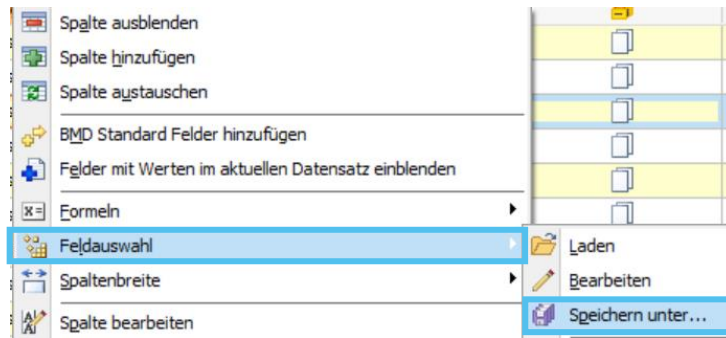 Spalte ausblenden
Spalte hinzufügen
Spalte austauschen
BMD Standard Felder hinzufügen
Felder mit Werten im aktuellen Datensatz einblenden
Formeln
Feldauswahl
Laden
Spaltenbreite
Bearbeiten
Spalte bearbeiten
Speichern unter...